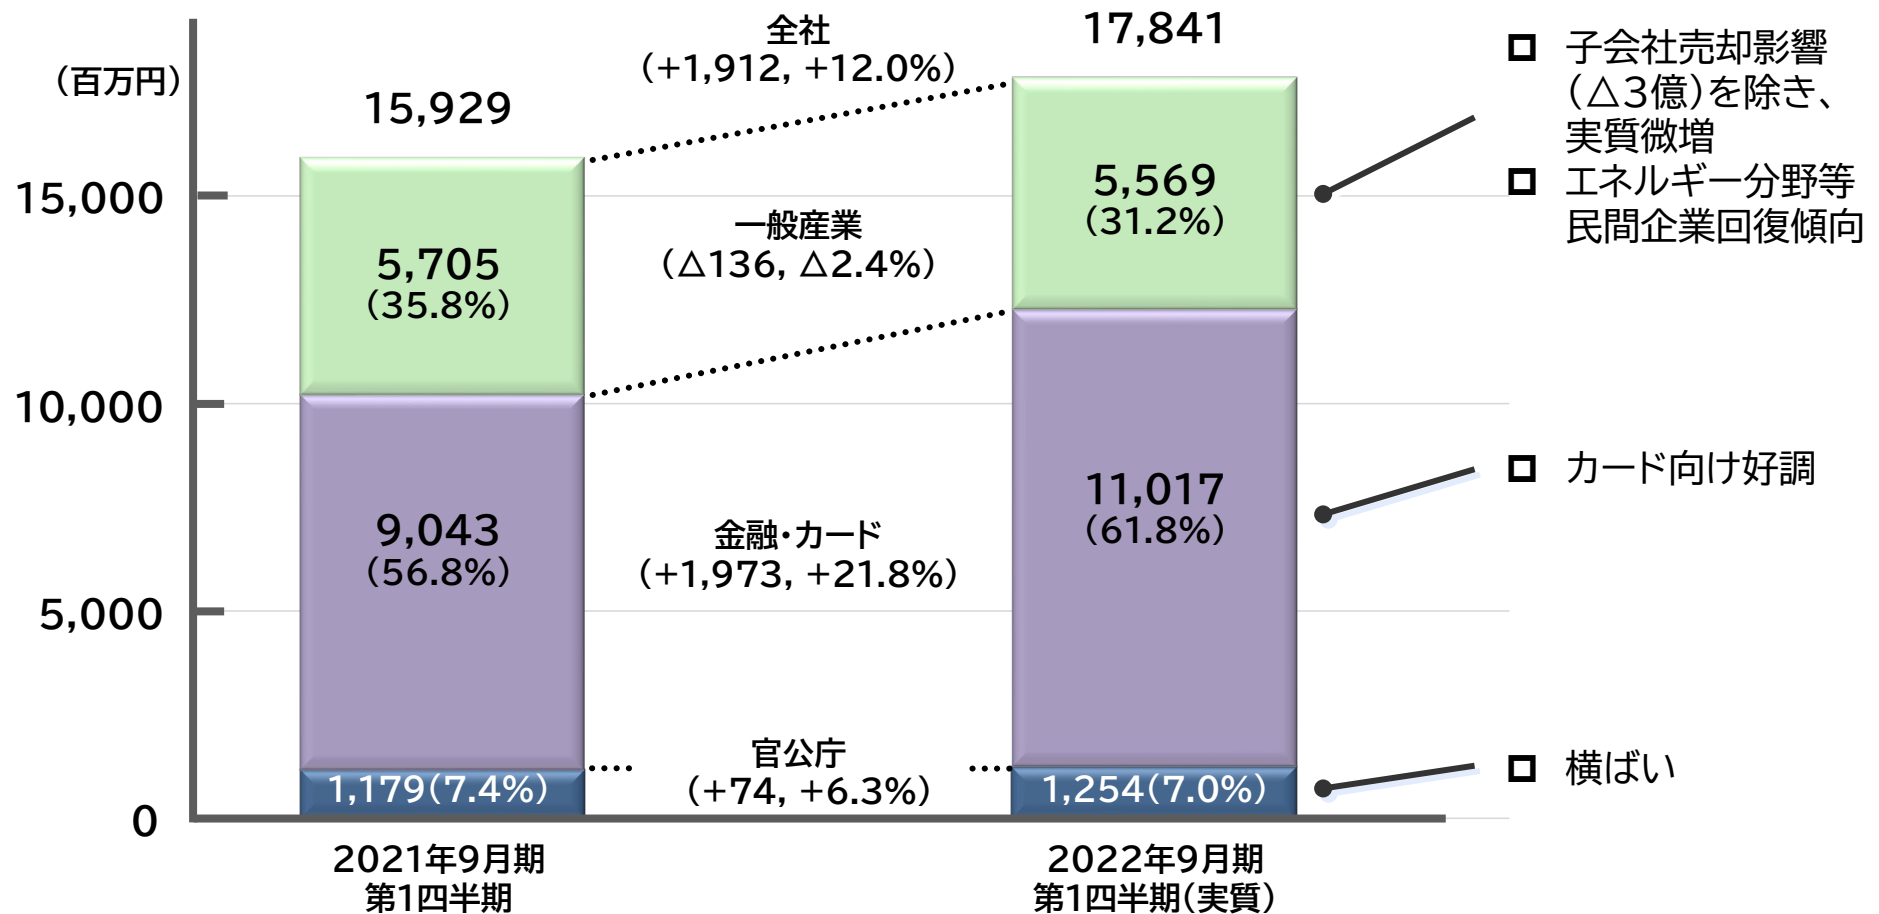 (百万円)
15,000
10,000
5,000
0
15,929
5,705
(35.8%)
9,043
(56.8%)
1,179(7.4%)
2021年9月期
第1四半期
全社
(+1,912, +12.0%)
一般産業
(△136, △2.4%)
金融・カード
(+1,973, +21.8%)
官公庁
(+74, +6.3%)
17,841
5,569
(31.2%)
11,017
(61.8%)
1,254(7.0%)
2022年9月期
第1四半期(実質)
子会社売却影響
(△3億)を除き、
実質微増
エネルギー分野等
民間企業回復傾向
カード向け好調
横ばい